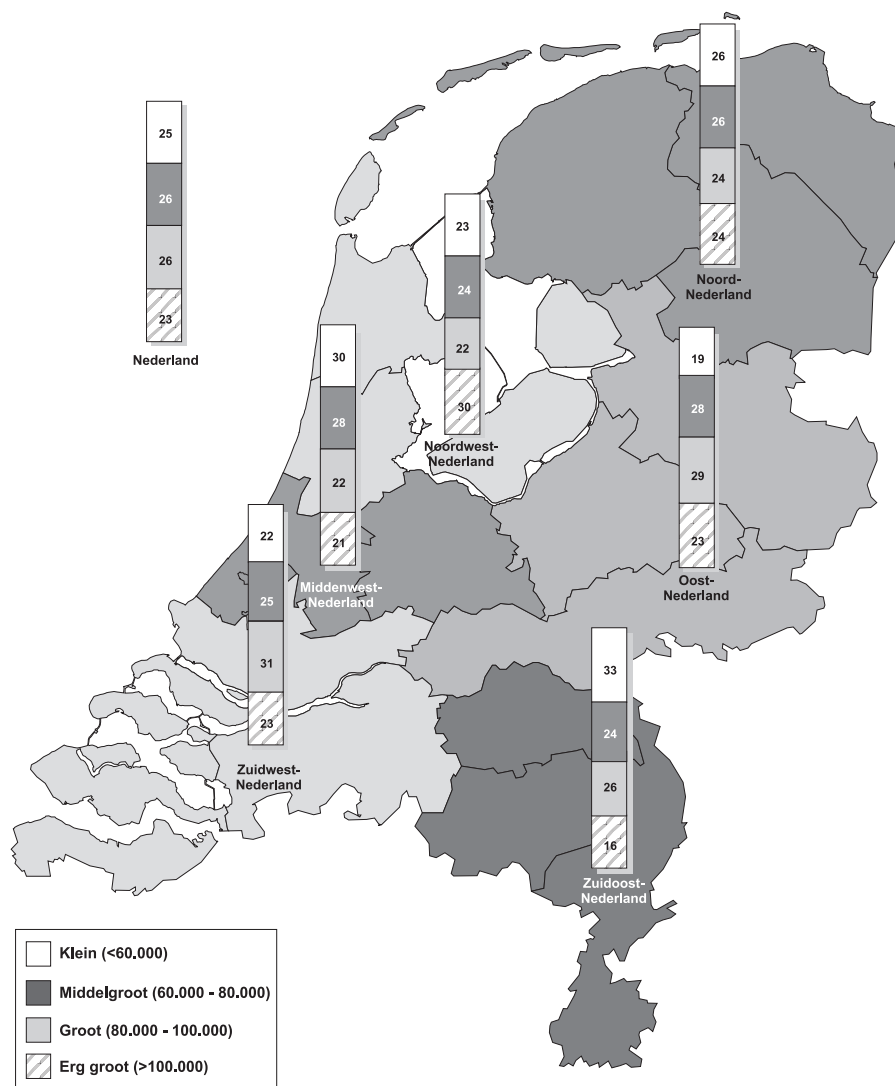 26
26
24
24
Noord-
Nederland
25
26
26
23
Nederland
23
24
22
30
Noordwest-
Nederland
30
28
22
21
Middenwest-
Nederland
19
28
29
23
Oost-
Nederland
22
25
31
23
Zuidwest-
Nederland
33
24
26
16
Zuidoost-
Nederland
Klein (<60.000)
Middelgroot (60.000 - 80.000)
Groot (80.000 - 100.000)
Erg groot (>100.000)